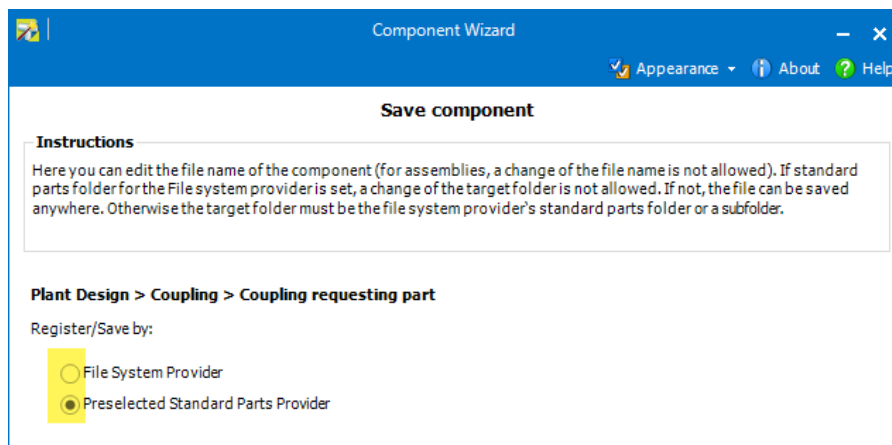 Component Wizard
Appearance About Help
Save component
Instructions
Here you can edit the file name of the component (for assemblies, a change of the file name is not allowed). If standard
parts folder for the File system provider is set, a change of the target folder is not allowed. If not, the file can be saved
anywhere. Otherwise the target folder must be the file system provider's standard parts folder or a subfolder.
Plant Design > Coupling > Coupling requesting part
Register/Save by:
File System Provider
Preselected Standard Parts Provider